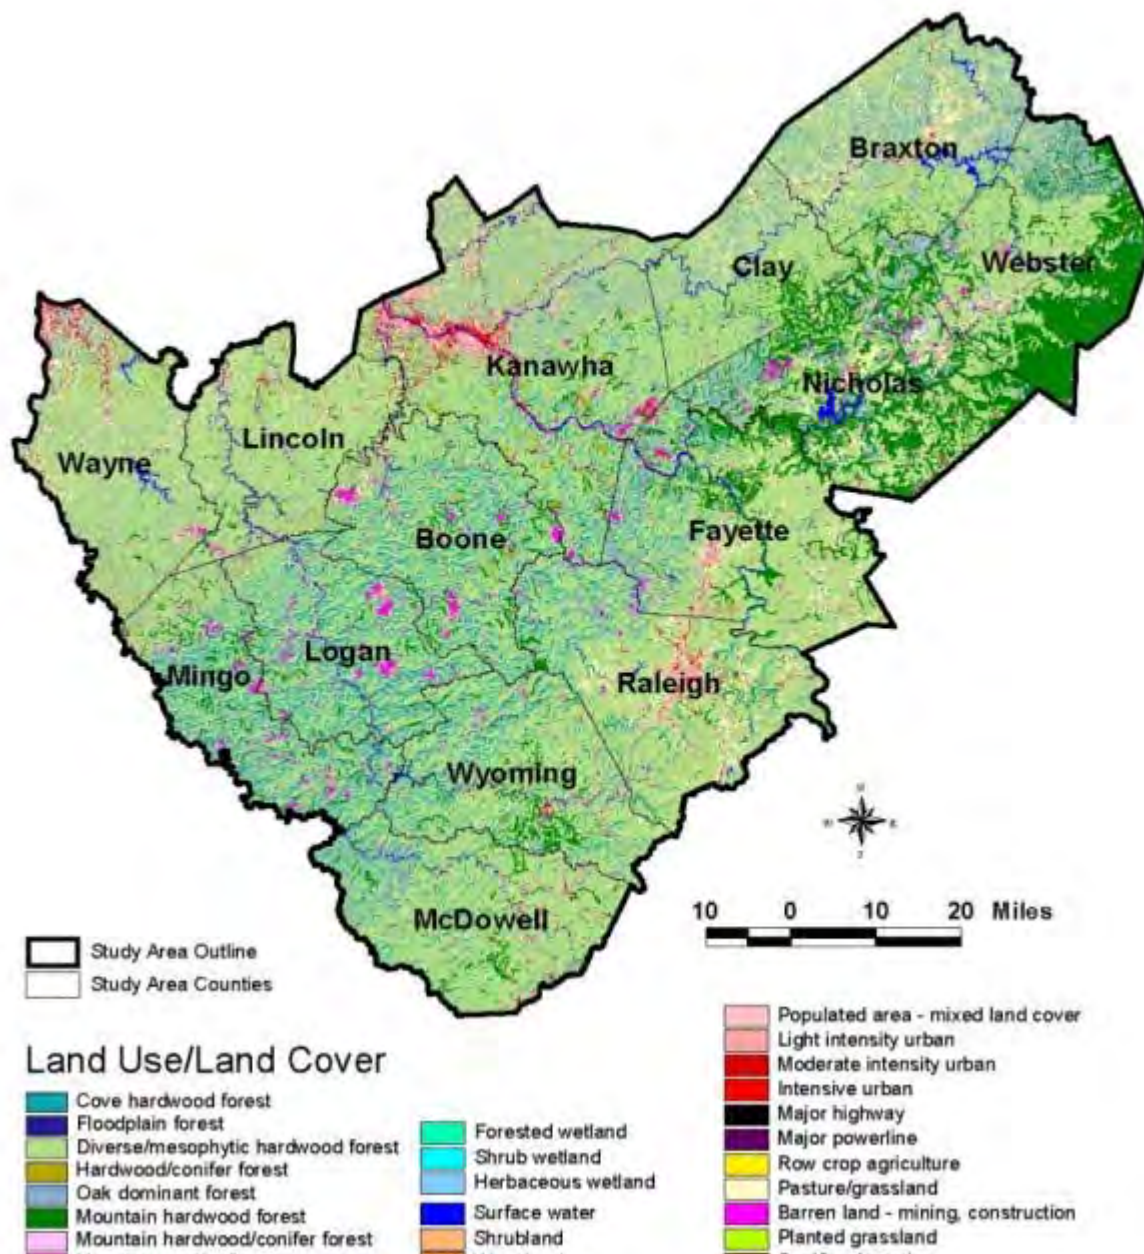 Braxton
Clay
Webster
Kanawha
Nicholas
Lincoln
Wayne
Boone
Fayette
Logan
Mingo
Raleigh
Wyoming
McDowell
10 0 10 20 Miles
Study Area Outline
Study Area Counties
Land Use/Land Cover
Cove hardwood forest
Floodplain forest
Diverse/mesophytic hardwood forest
Hardwood/conifer forest
Oak dominant forest
Mountain hardwood forest
Mountain hardwood/conifer forest
Forested wetland
Shrub wetland
Herbaceous wetland
Surface water
Shrubland
Populated area - mixed land cover
Light intensity urban
Moderate intensity urban
Intensive urban
Major highway
Major powerline
Row crop agriculture
Pasture/grassland
Barren land - mining, construction
Planted grassland